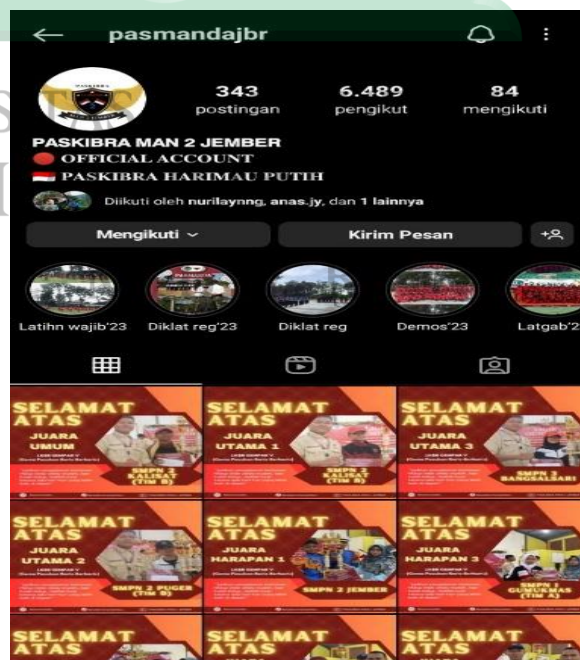 pasmandajbr
343
6.489
84
postingan
pengikut
mengikuti
PASKIBRA MAN 2 JEMBER
OFFICIAL ACCOUNT
PASKIBRA HARIMAU PUTIH
Diikuti oleh nurilaynng, anas.jy, dan 1 lainnya
Mengikuti
Kirim Pesan
Latihn wajib'23
Diklat reg'23
Diklat reg
Demos'23
Latgab'2
SELAMAT
ATAS
JUARA
UMUM
SMPN 2
KALISAT
(TIM B)
SELAMAT
ATAS
JUARA
UTAMA 1
SMPN 2
KALISAT
(TIM B)
SELAMAT
ATAS
JUARA
UTAMA 3
SMPN 3
BANGSALSARI
SELAMAT
ATAS
JUARA
UTAMA 2
SMPN 2 PUGER
(TIM B)
SELAMAT
ATAS
JUARA
HARAPAN 1
SMPN 2 JEMBER
SELAMAT
ATAS
JUARA
HARAPAN 3
SMPN 1
GUMUKMAS
(TIM A)
SELAMAT
ATAS
SELAMAT
ATAS
SELAMAT
ATAS